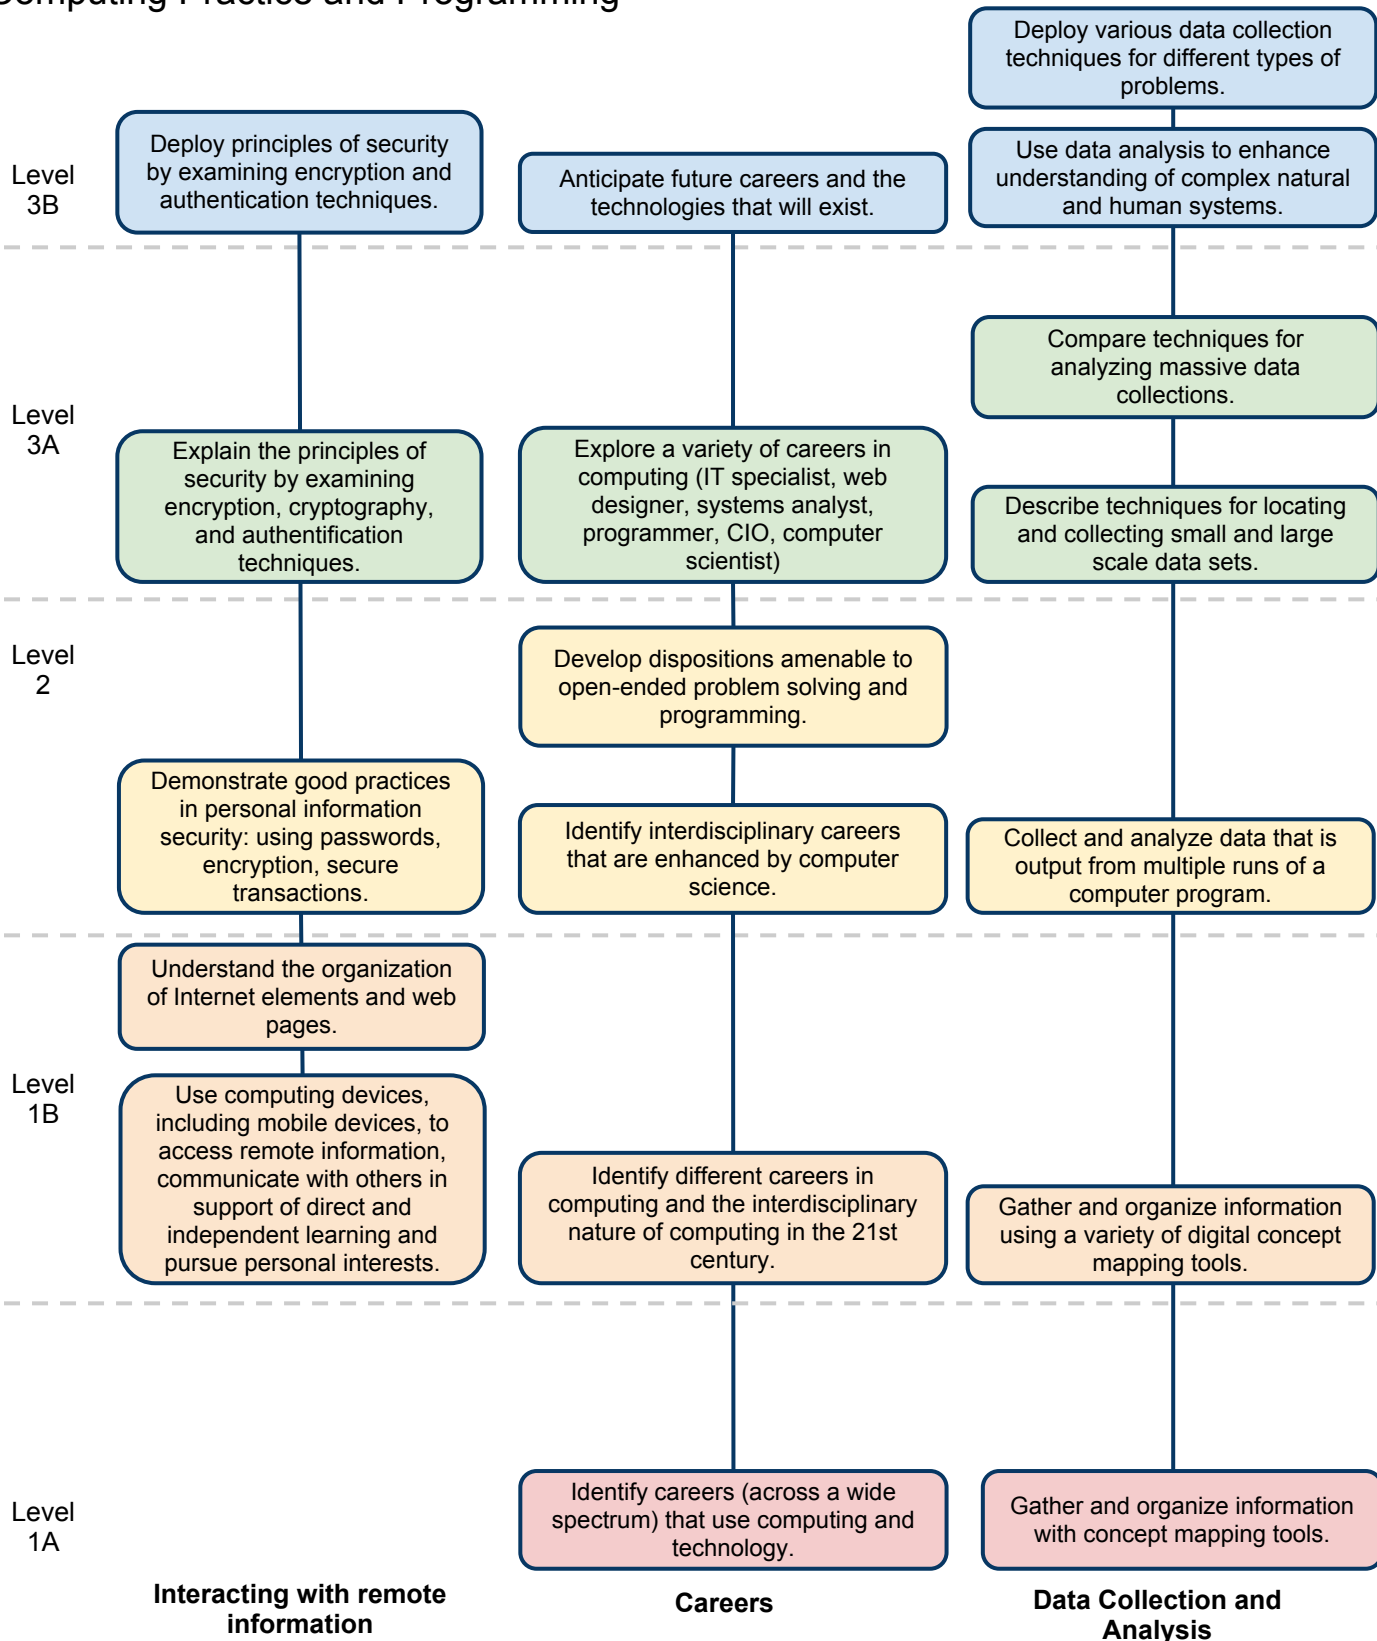 Computing Practice and Programming
Deploy various data collection
techniques for different types of
problems.
Level
3B
Deploy principles of security
by examining encryption and
authentication techniques.
Anticipate future careers and the
technologies that will exist.
Use data analysis to enhance
understanding of complex natural
and human systems.
Compare techniques for
analyzing massive data
collections.
Level
3A
Explain the principles of
security by examining
encryption, cryptography,
and authentification
techniques.
Explore a variety of careers in
computing (IT specialist, web
designer, systems analyst,
programmer, CIO, computer
scientist)
Describe techniques for locating
and collecting small and large
scale data sets.
Level
2
Develop dispositions amenable to
open-ended problem solving and
programming.
Demonstrate good practices
in personal information
security: using passwords,
encryption, secure
transactions.
Identify interdisciplinary careers
that are enhanced by computer
science.
Collect and analyze data that is
output from multiple runs of a
computer program.
Understand the organization
of Internet elements and web
pages.
Level
1B
Use computing devices,
including mobile devices, to
access remote information,
communicate with others in
support of direct and
independent learning and
pursue personal interests.
Identify different careers in
computing and the interdisciplinary
nature of computing in the 21st
century.
Gather and organize information
using a variety of digital concept
mapping tools.
Level
1A
Identify careers (across a wide
spectrum) that use computing and
technology.
Gather and organize information
with concept mapping tools.
Interacting with remote
information
Careers
Data Collection and
Analysis